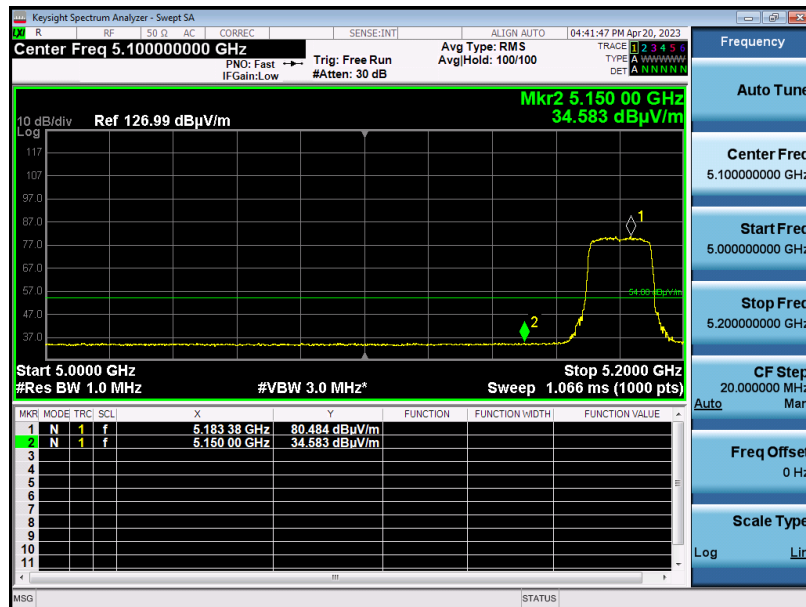 Keysight Spectrum Analyzer - Swept SA
LXI R RF 50 Ω AC CORREC SENSE:INT ALIGN AUTO 04:41:47 PM Apr 20, 2023
Center Freq 5.100000000 GHz
PNO: Fast
IFGain:Low
Trig: Free Run
#Atten: 30 dB
Avg Type: RMS
Avg|Hold: 100/100
TRACE 1 2 3 4 5 6
TYPE A WWWWW
DET A N N N N N
Mkr2 5.150 00 GHz
34.583 dBµV/m
10 dB/div Ref 126.99 dBµV/m
Log
117
107
97.0
87.0
77.0
67.0
57.0
47.0
37.0
1
2
54.00 dBµV/m
Start 5.0000 GHz Stop 5.2000 GHz
#Res BW 1.0 MHz #VBW 3.0 MHz* Sweep 1.066 ms (1000 pts)
MKR MODE TRC SCL X Y FUNCTION FUNCTION WIDTH FUNCTION VALUE
1 N 1 f 5.183 38 GHz 80.484 dBµV/m
2 N 1 f 5.150 00 GHz 34.583 dBµV/m
3
4
5
6
7
8
9
10
11
MSG STATUS
Frequency
Auto Tune
Center Freq
5.100000000 GHz
Start Freq
5.000000000 GHz
Stop Freq
5.200000000 GHz
CF Step
20.000000 MHz
Auto Man
Freq Offset
0 Hz
Scale Type
Log Lin